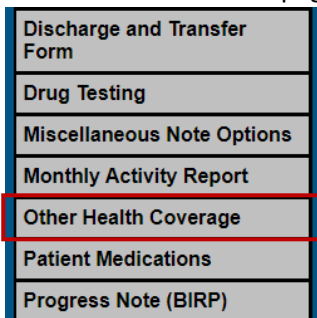 Discharge and Transfer
Form
Drug Testing
Miscellaneous Note Options
Monthly Activity Report
Other Health Coverage
Patient Medications
Progress Note (BIRP)